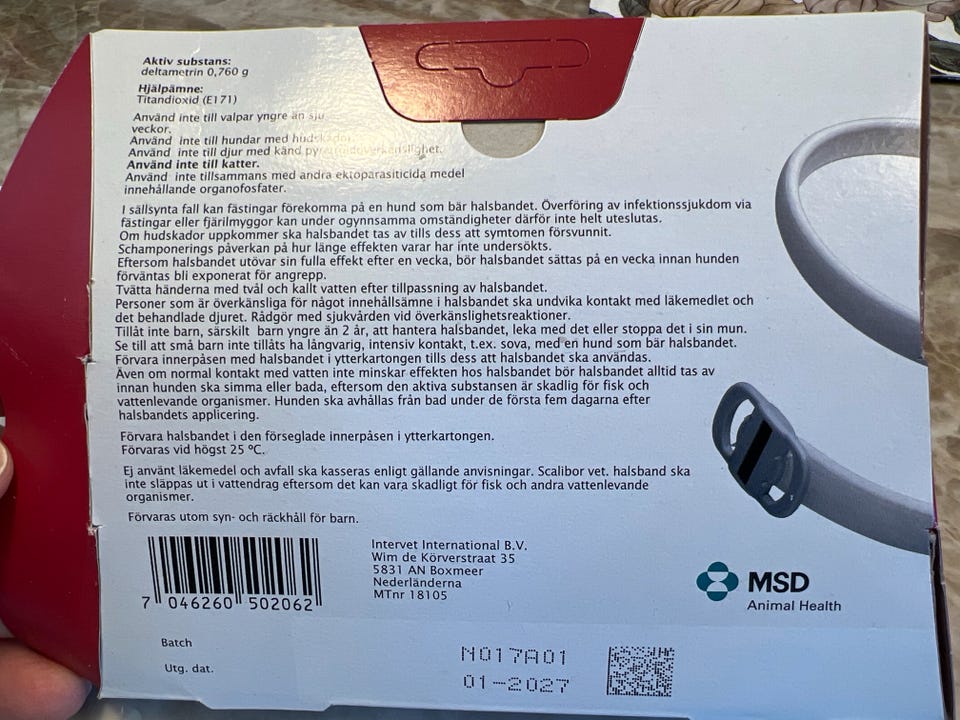 Aktiv substans:
deltametrin 0,760 g
Hjälpämne:
Titandioxid (E171)
Använd inte till valpar yngre än sju
veckor.
Använd inte till hundar med hudskador.
Använd inte till djur med känd pyretroidöverkänslighet.
Använd inte till katter.
Använd inte tillsammans med andra ektoparasiticida medel
innehållande organofosfater.
I sällsynta fall kan fästingar förekomma på en hund som bär halsbandet. Överföring av infektionssjukdom via
fästingar eller fjärilmyggor kan under ogynnsamma omständigheter därför inte helt uteslutas.
Om hudskador uppkommer ska halsbandet tas av tills dess att symtomen försvunnit.
Schamponerings påverkan på hur länge effekten varar har inte undersökts.
Eftersom halsbandet utövar sin fulla effekt efter en vecka, bör halsbandet sättas på en vecka innan hunden
förväntas bli exponerat för angrepp.
Tvätta händerna med tvål och kallt vatten efter tillpassning av halsbandet.
Personer som är överkänsliga för något innehållsämne i halsbandet ska undvika kontakt med läkemedlet och
det behandlade djuret. Rådgör med sjukvården vid överkänslighetsreaktioner.
Tillåt inte barn, särskilt barn yngre än 2 år, att hantera halsbandet, leka med det eller stoppa det i sin mun.
Se till att små barn inte tillåts ha långvarig, intensiv kontakt, t.ex. sova, med en hund som bär halsbandet.
Förvara innerpåsen med halsbandet i ytterkartongen tills dess att halsbandet ska användas.
Även om normal kontakt med vatten inte minskar effekten hos halsbandet bör halsbandet alltid tas av
innan hunden ska simma eller bada, eftersom den aktiva substansen är skadlig för fisk och
vattenlevande organismer. Hunden ska avhållas från bad under de första fem dagarna efter
halsbandets applicering.
Förvara halsbandet i den förseglade innerpåsen i ytterkartongen.
Förvaras vid högst 25 ºC.
Ej använt läkemedel och avfall ska kasseras enligt gällande anvisningar. Scalibor vet. halsband ska
inte släppas ut i vattendrag eftersom det kan vara skadligt för fisk och andra vattenlevande
organismer.
Förvaras utom syn- och räckhåll för barn.
7 046260 502062
Intervet International B.V.
Wim de Körverstraat 35
5831 AN Boxmeer
Nederländerna
MTnr 18105
MSD
Animal Health
Batch
N017A01
Utg. dat.
01-2027